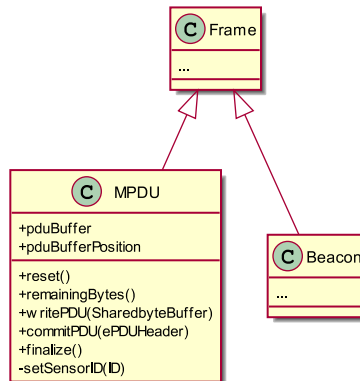 C Frame
...
C MPDU
+pduBuffer
+pduBufferPosition
+reset()
+remainingBytes()
+writePDU(SharedbyteBuffer)
+commitPDU(ePDUHeader)
+finalize()
-setSensorID(ID)
C Beacon
...